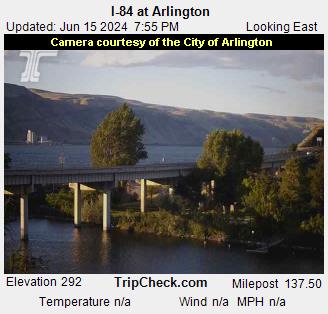 I-84 at Arlington
Updated: Jun 15 2024 7:55 PM Looking East
Camera courtesy of the City of Arlington
Elevation 292 TripCheck.com Milepost 137.50
Temperature n/a Wind n/a MPH n/a